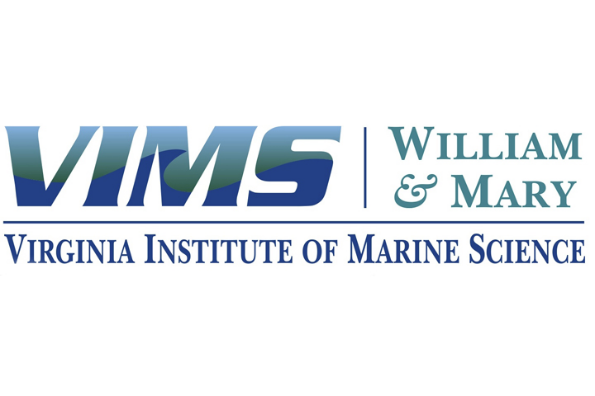 VIMS
WILLIAM
& MARY
VIRGINIA INSTITUTE OF MARINE SCIENCE